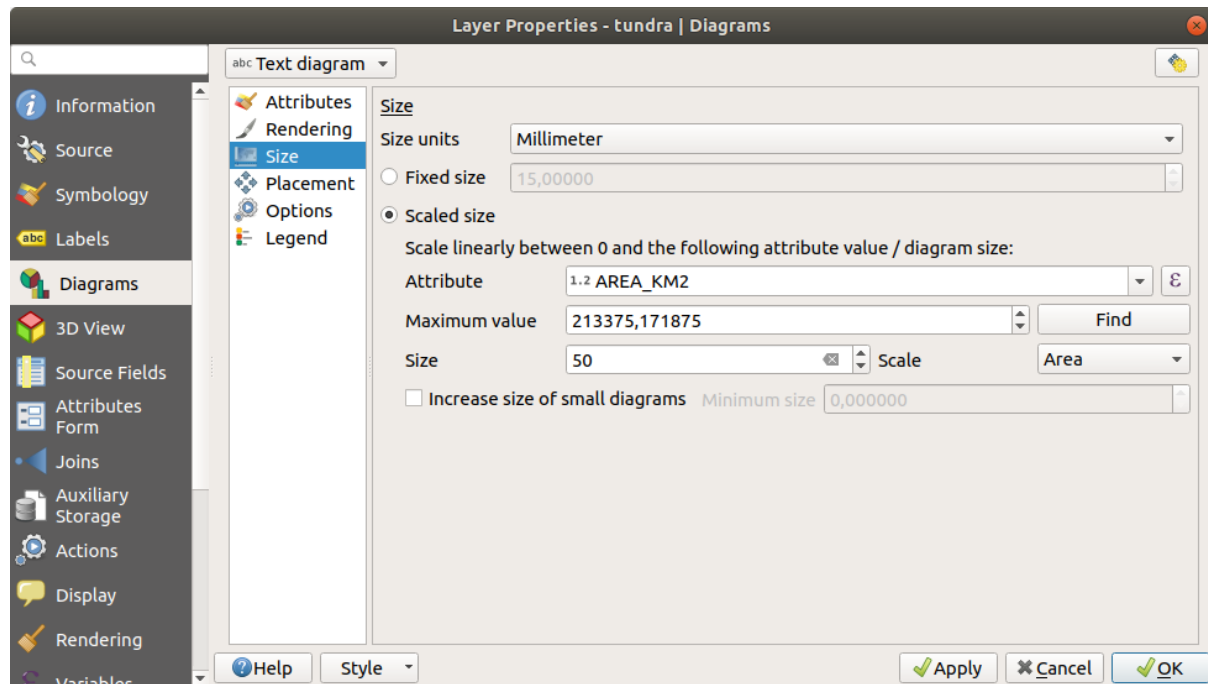 Layer Properties - tundra | Diagrams
abc Text diagram
Information
Source
Symbology
abc Labels
Diagrams
3D View
Source Fields
Attributes
Form
Joins
Auxiliary
Storage
Actions
Display
Rendering
Variables
Attributes
Rendering
Size
Placement
Options
Legend
Size
Size units Millimeter
Fixed size 15,00000
Scaled size
Scale linearly between 0 and the following attribute value / diagram size:
Attribute 1.2 AREA_KM2 ε
Maximum value 213375,171875 Find
Size 50 Scale Area
Increase size of small diagrams Minimum size 0,000000
Help Style Apply Cancel OK